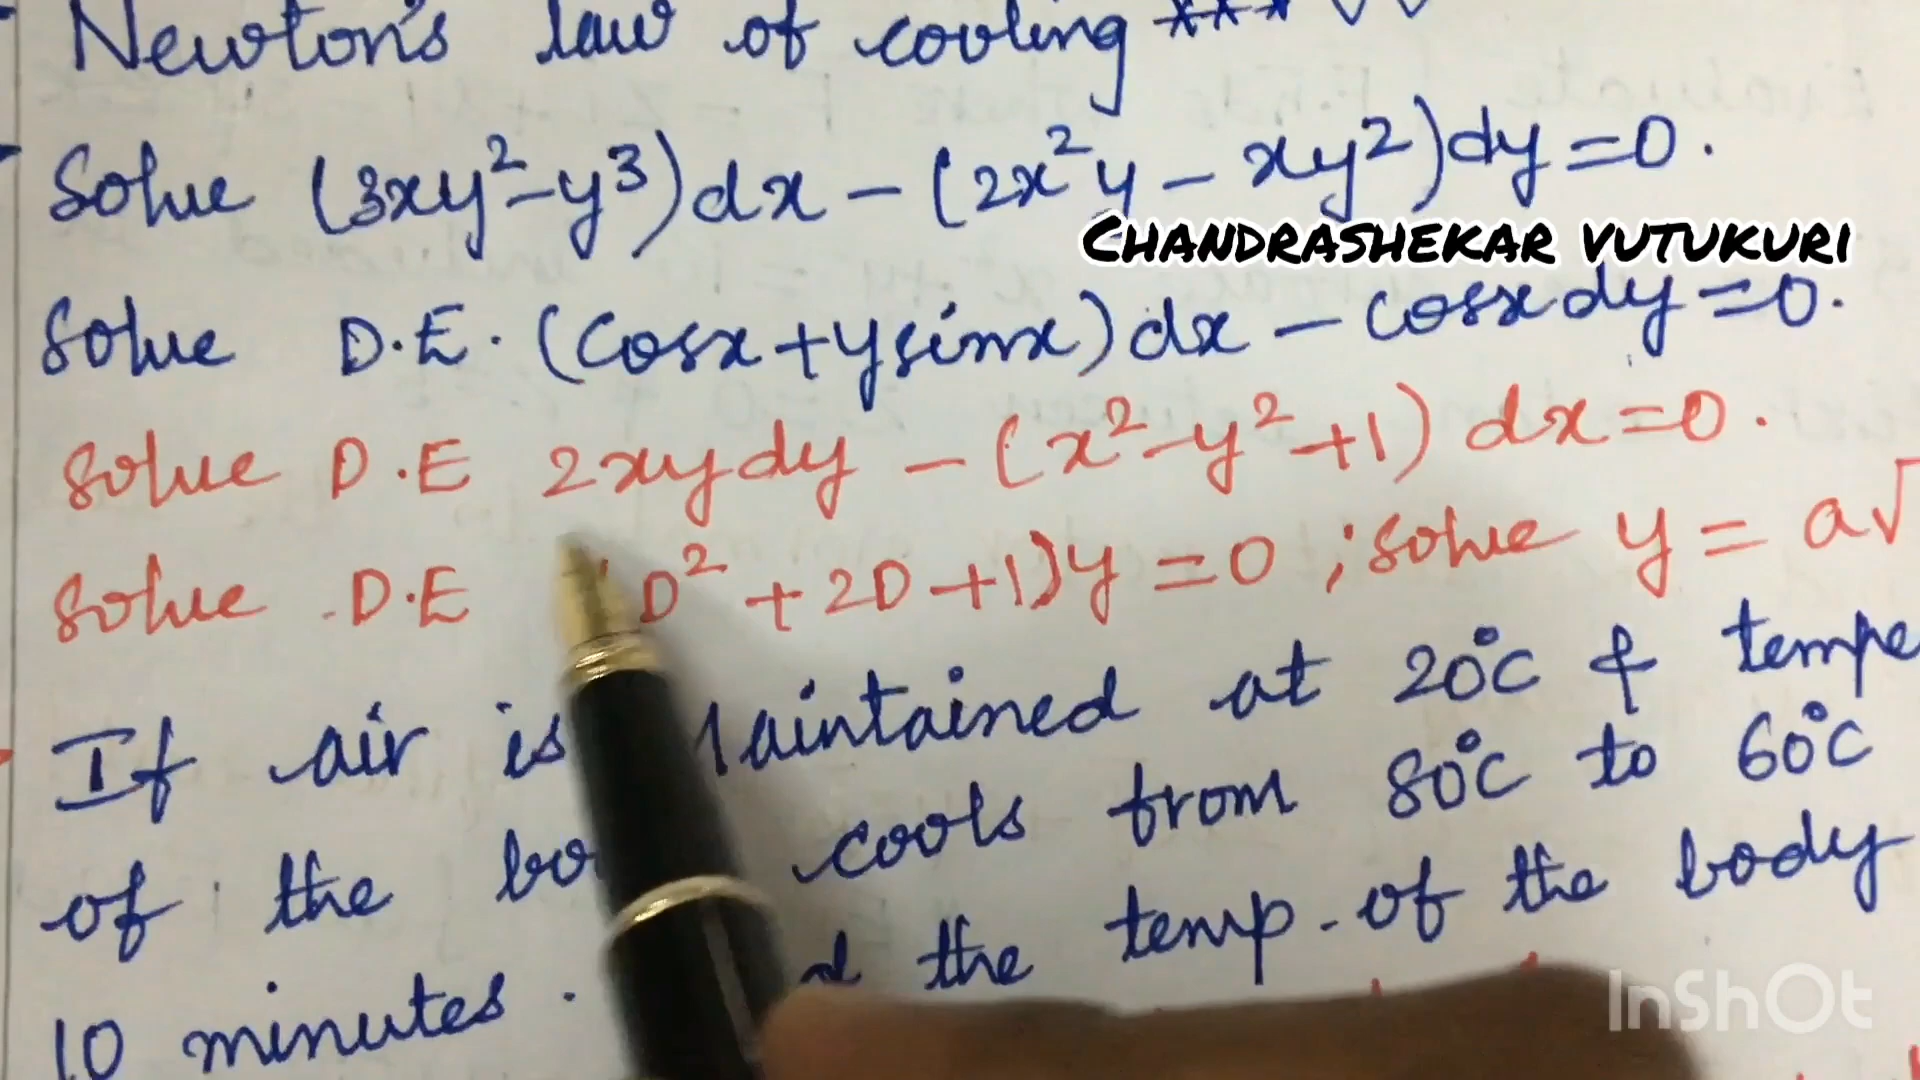 Newton's law of cooling ***
Solve (3xy²-y³)dx - (2x²y - xy²)dy=0.
CHANDRASHEKAR VUTUKURI
Solve D.E. (Cosx+ysinx)dx - cosx dy=0.
Solve D.E 2xydy - (x²-y²+1) dx=0.
Solve D.E D²+2D+1)y=0 ; solve y = a√
If air is at 20°C & tempe
of the cools from 80°C to 60°C
10 minutes. the temp. of the body
InShOt